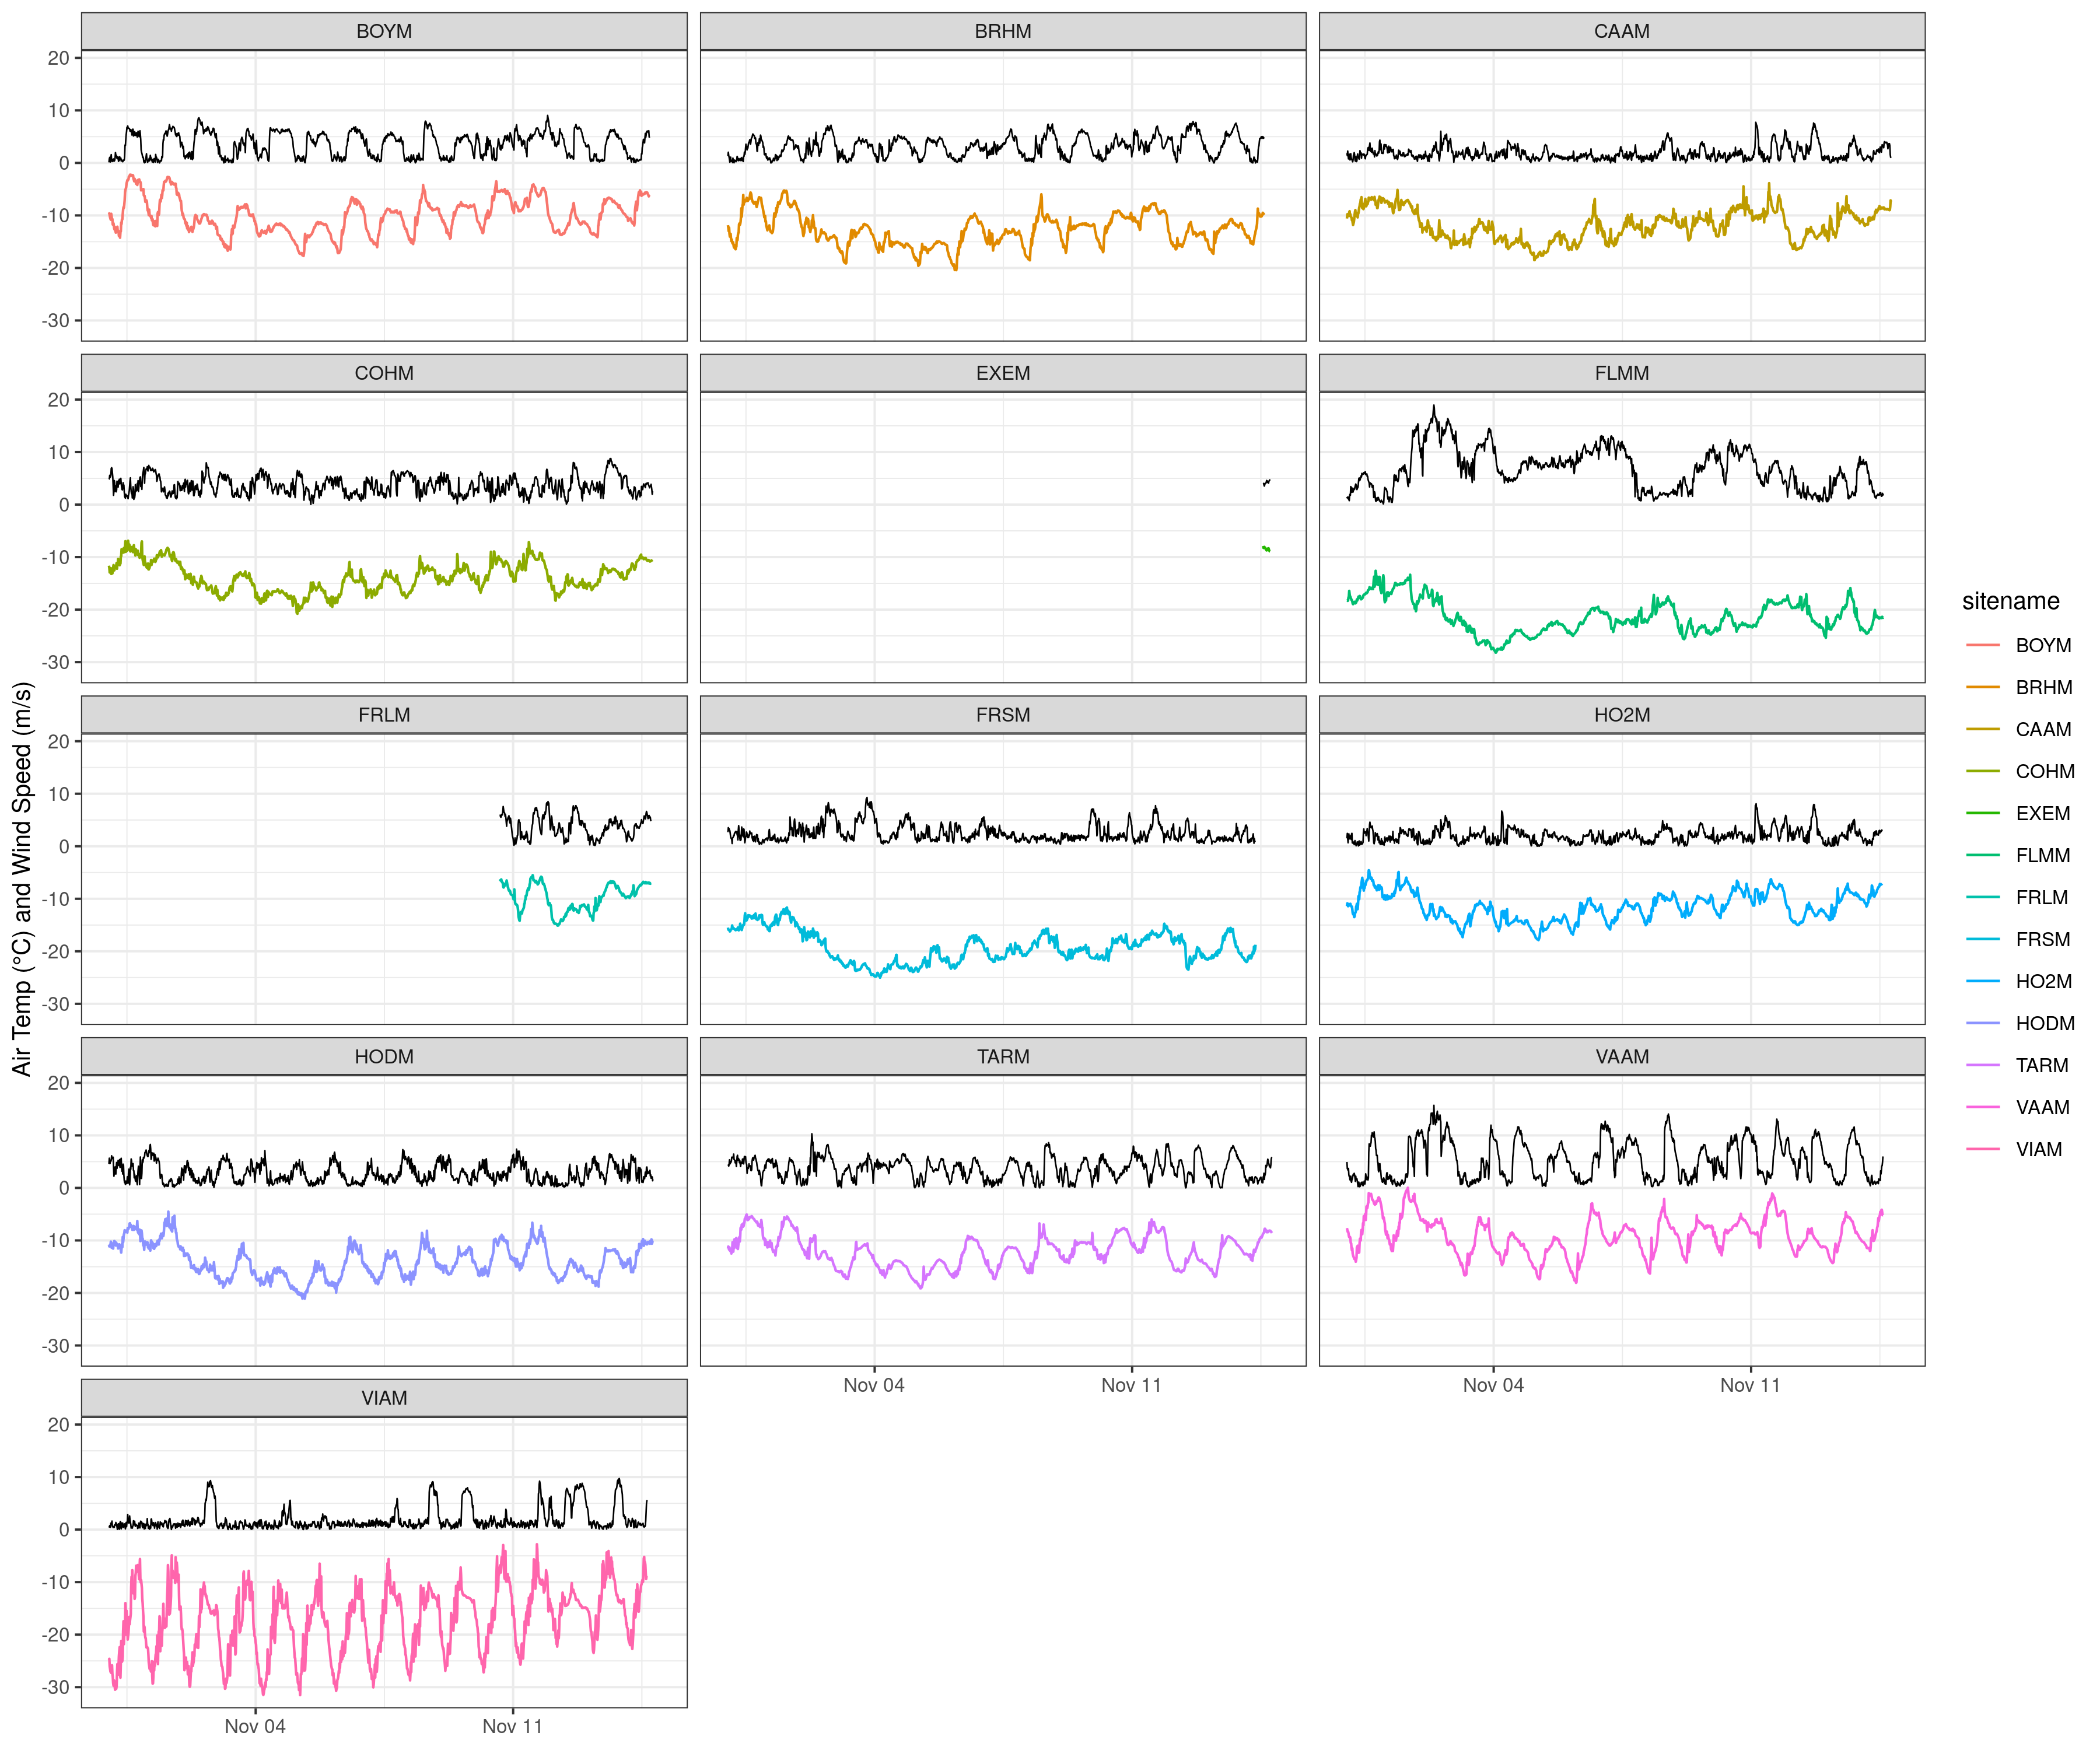 BOYM BRHM CAAM
20
10
0
-10
-20
-30
COHM EXEM FLMM
20
10
0
-10
-20
-30
FRLM FRSM HO2M
20
10
0
-10
-20
-30
HODM TARM VAAM
20
10
0
-10
-20
-30
Nov 04 Nov 11 Nov 04 Nov 11
VIAM
20
10
0
-10
-20
-30
Nov 04 Nov 11
Air Temp (°C) and Wind Speed (m/s)
sitename
BOYM
BRHM
CAAM
COHM
EXEM
FLMM
FRLM
FRSM
HO2M
HODM
TARM
VAAM
VIAM